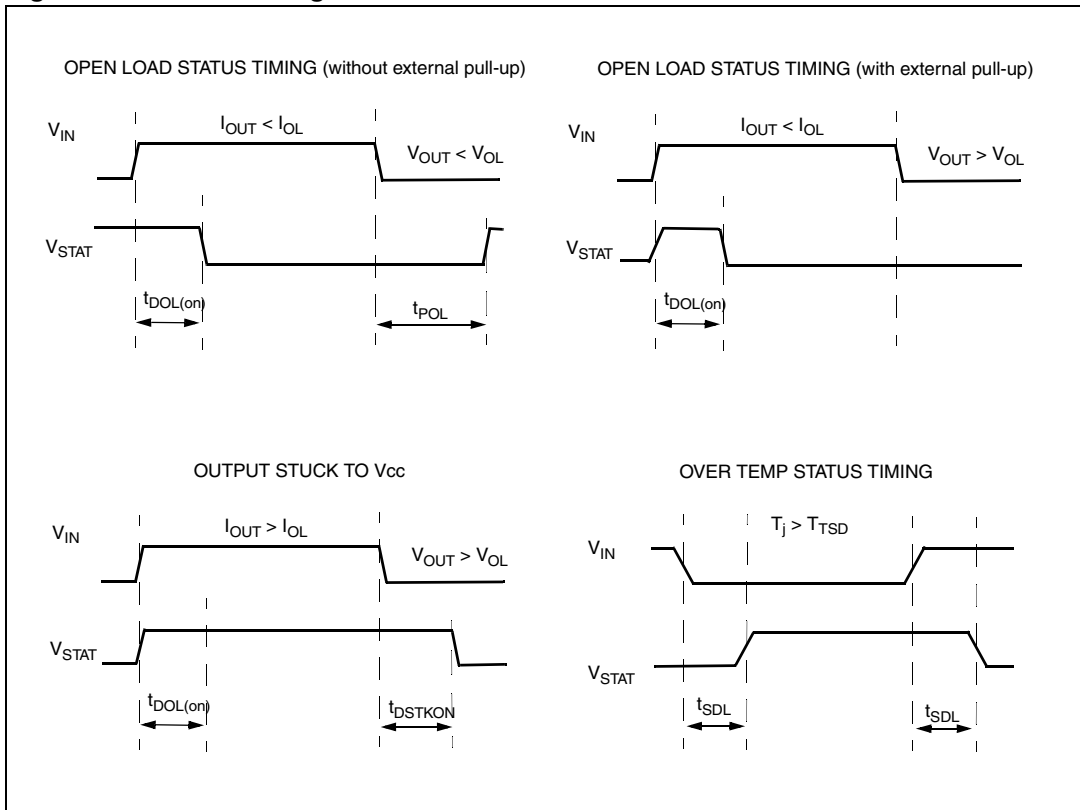 OPEN LOAD STATUS TIMING (without external pull-up)
V_IN
I_OUT < I_OL
V_OUT < V_OL
V_STAT
t_DOL(on)
t_POL
OPEN LOAD STATUS TIMING (with external pull-up)
V_IN
I_OUT < I_OL
V_OUT > V_OL
V_STAT
t_DOL(on)
OUTPUT STUCK TO Vcc
V_IN
I_OUT > I_OL
V_OUT > V_OL
V_STAT
t_DOL(on)
t_DSTKON
OVER TEMP STATUS TIMING
V_IN
T_j > T_TSD
V_STAT
t_SDL
t_SDL